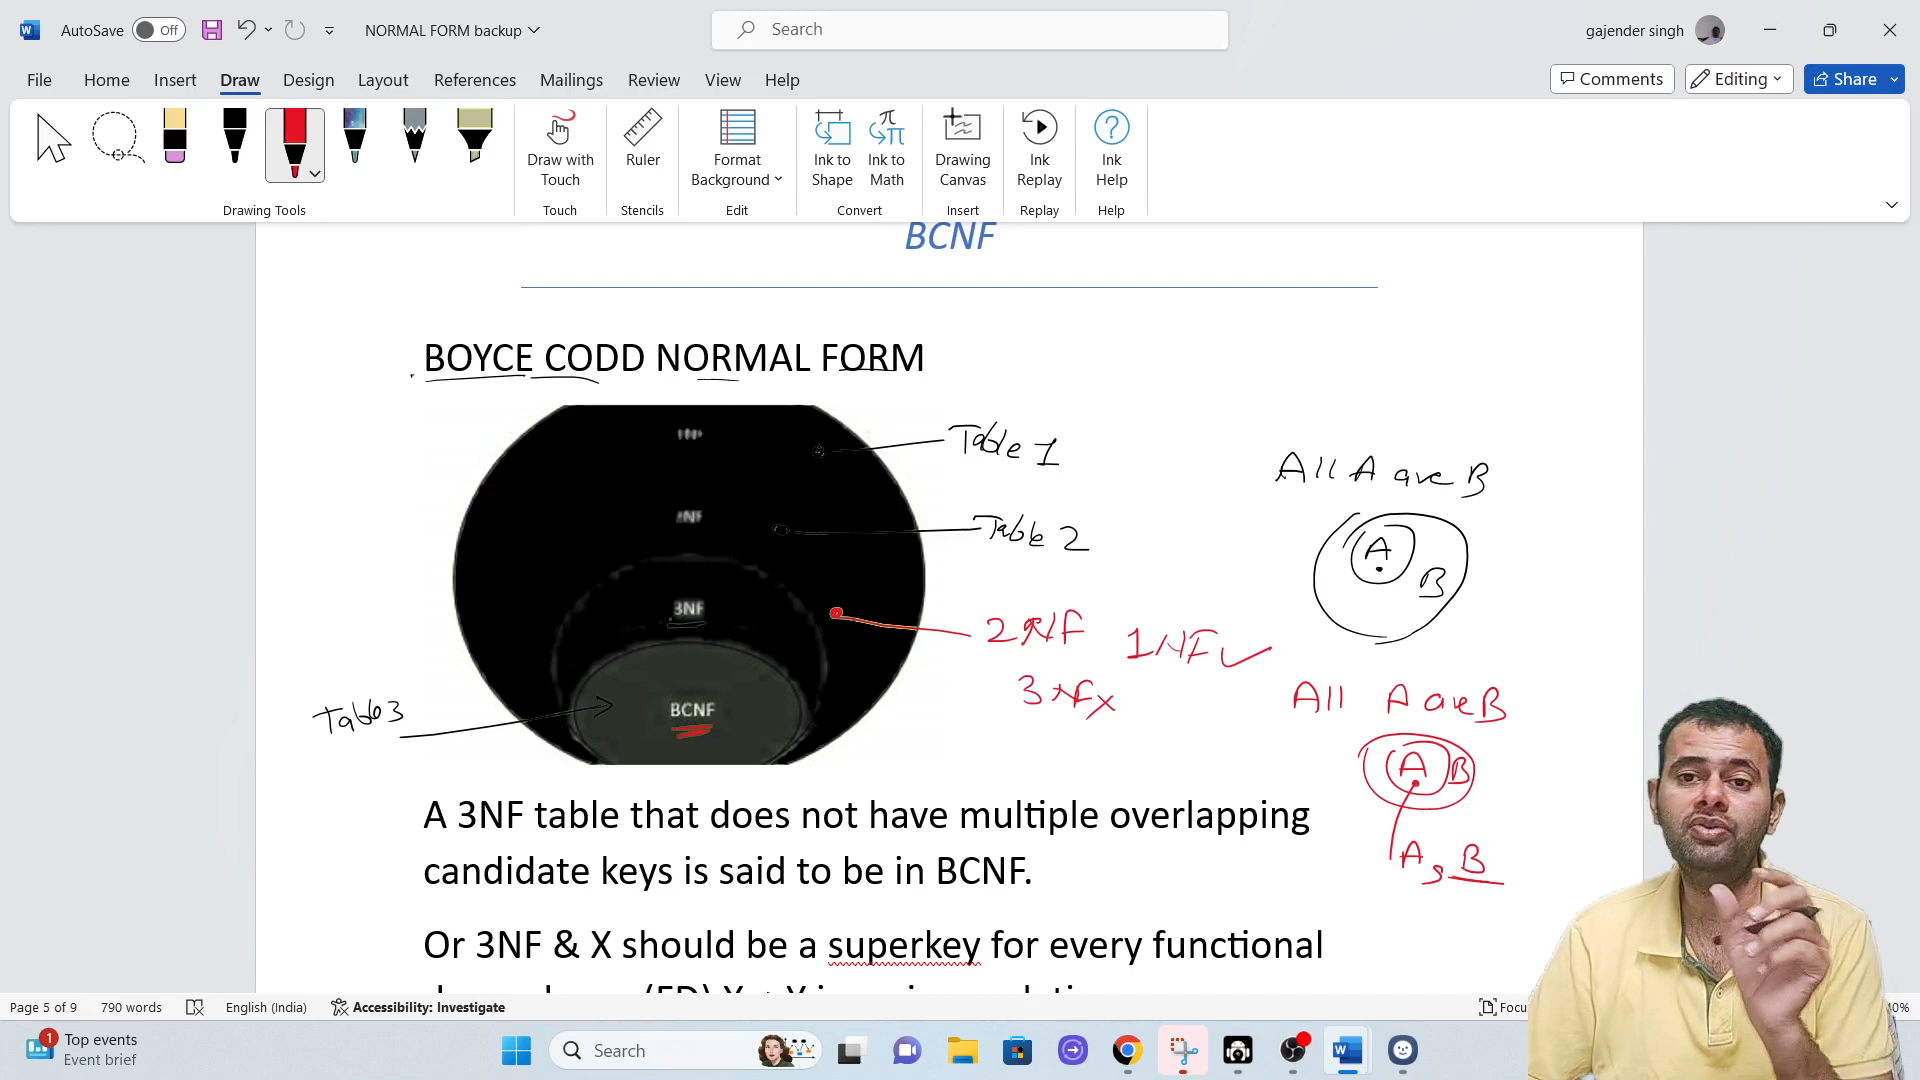 AutoSave Off NORMAL FORM backup Search gajender singh
File Home Insert Draw Design Layout References Mailings Review View Help Comments Editing Share
Draw with Touch Ruler Format Background Ink to Shape Ink to Math Drawing Canvas Ink Replay Ink Help
Drawing Tools Touch Stencils Edit Convert Insert Replay Help
BCNF
BOYCE CODD NORMAL FORM
Table 1
All A are B
Table 2
A
B
3NF
2NF 1NF
3NFx
All A are B
Table3
BCNF
A B
A 3NF table that does not have multiple overlapping
candidate keys is said to be in BCNF.
A, B
Or 3NF & X should be a superkey for every functional
Page 5 of 9 790 words English (India) Accessibility: Investigate Focu
1 Top events
Event brief
Search